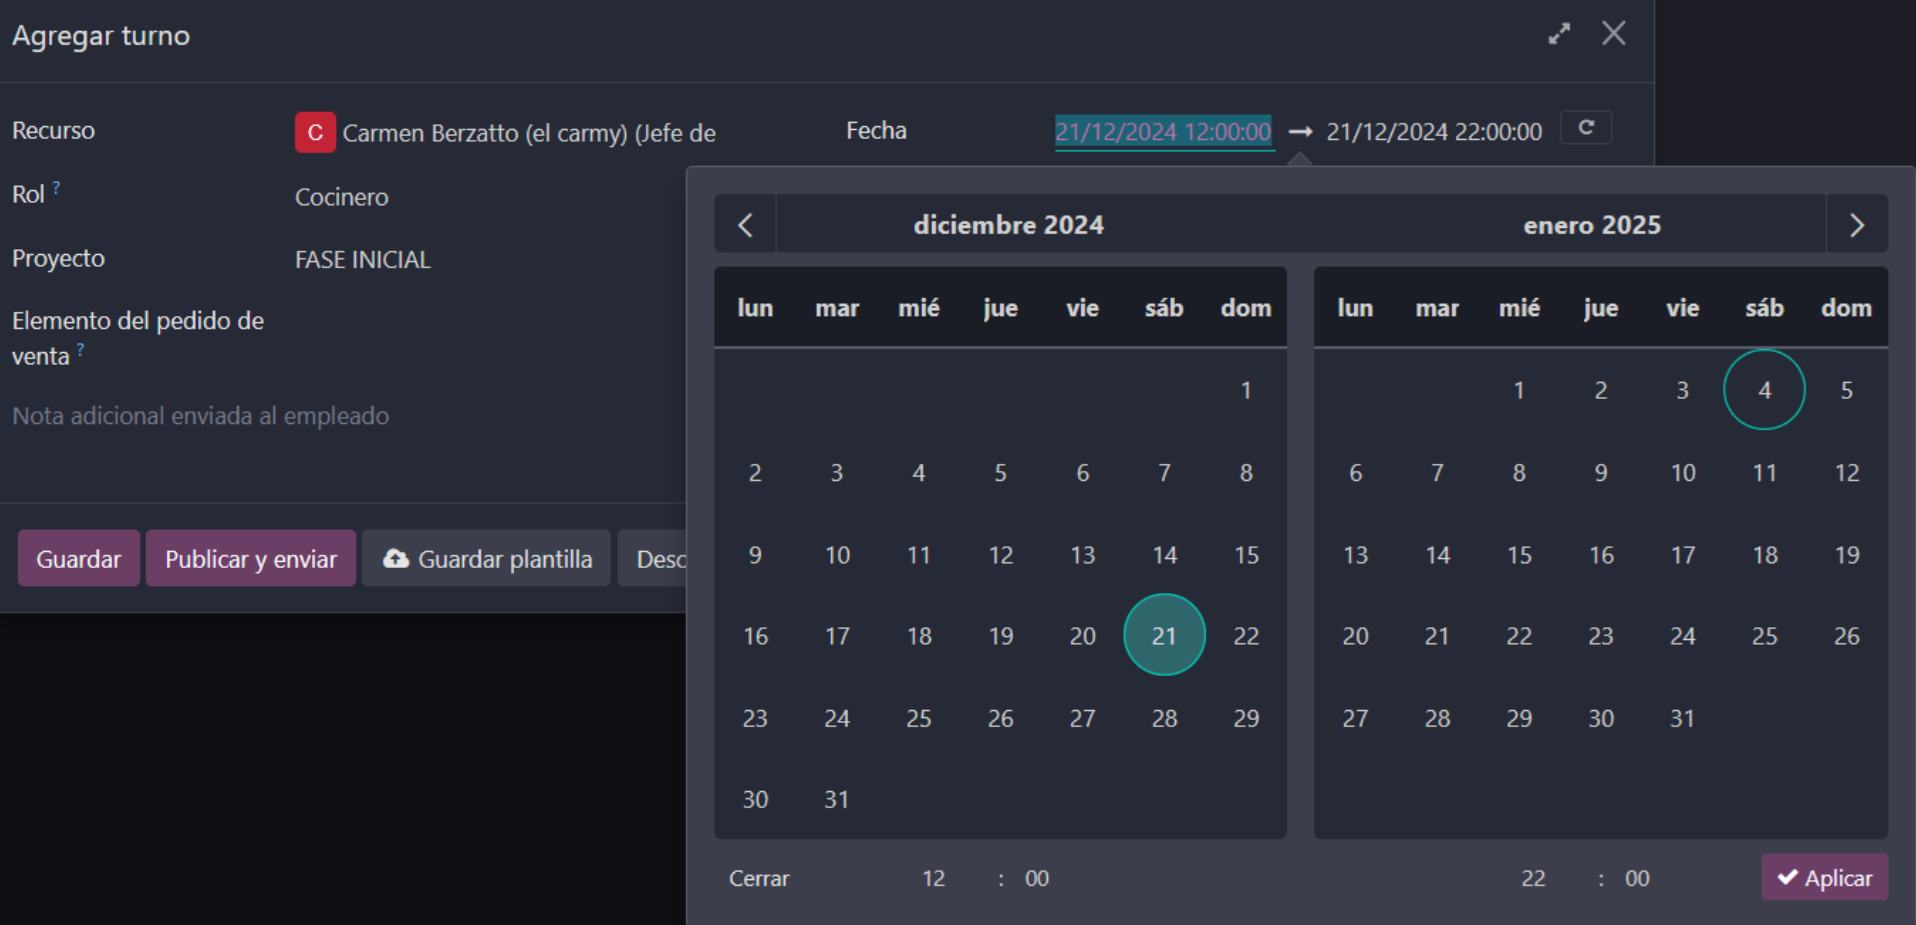 Agregar turno
Recurso
C Carmen Berzatto (el carmy) (Jefe de
Fecha
21/12/2024 12:00:00 → 21/12/2024 22:00:00
Rol ?
Cocinero
Proyecto
FASE INICIAL
Elemento del pedido de
venta ?
Nota adicional enviada al empleado
Guardar
Publicar y enviar
Guardar plantilla
Desc
diciembre 2024
lun mar mié jue vie sáb dom
1
2 3 4 5 6 7 8
9 10 11 12 13 14 15
16 17 18 19 20 21 22
23 24 25 26 27 28 29
30 31
enero 2025
lun mar mié jue vie sáb dom
1 2 3 4 5
6 7 8 9 10 11 12
13 14 15 16 17 18 19
20 21 22 23 24 25 26
27 28 29 30 31
Cerrar
12 : 00
22 : 00
Aplicar